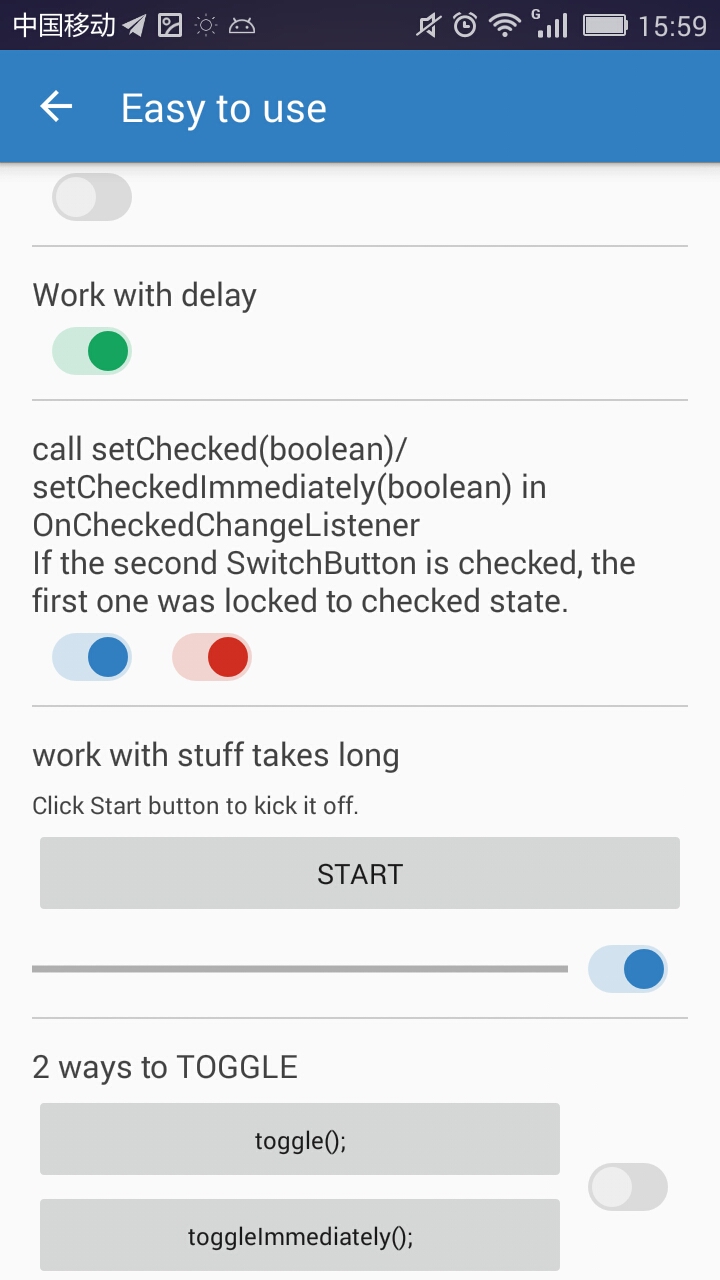 中国移动 G 15:59
Easy to use
Work with delay
call setChecked(boolean)/
setCheckedImmediately(boolean) in
OnCheckedChangeListener
If the second SwitchButton is checked, the
first one was locked to checked state.
work with stuff takes long
Click Start button to kick it off.
START
2 ways to TOGGLE
toggle();
toggleImmediately();